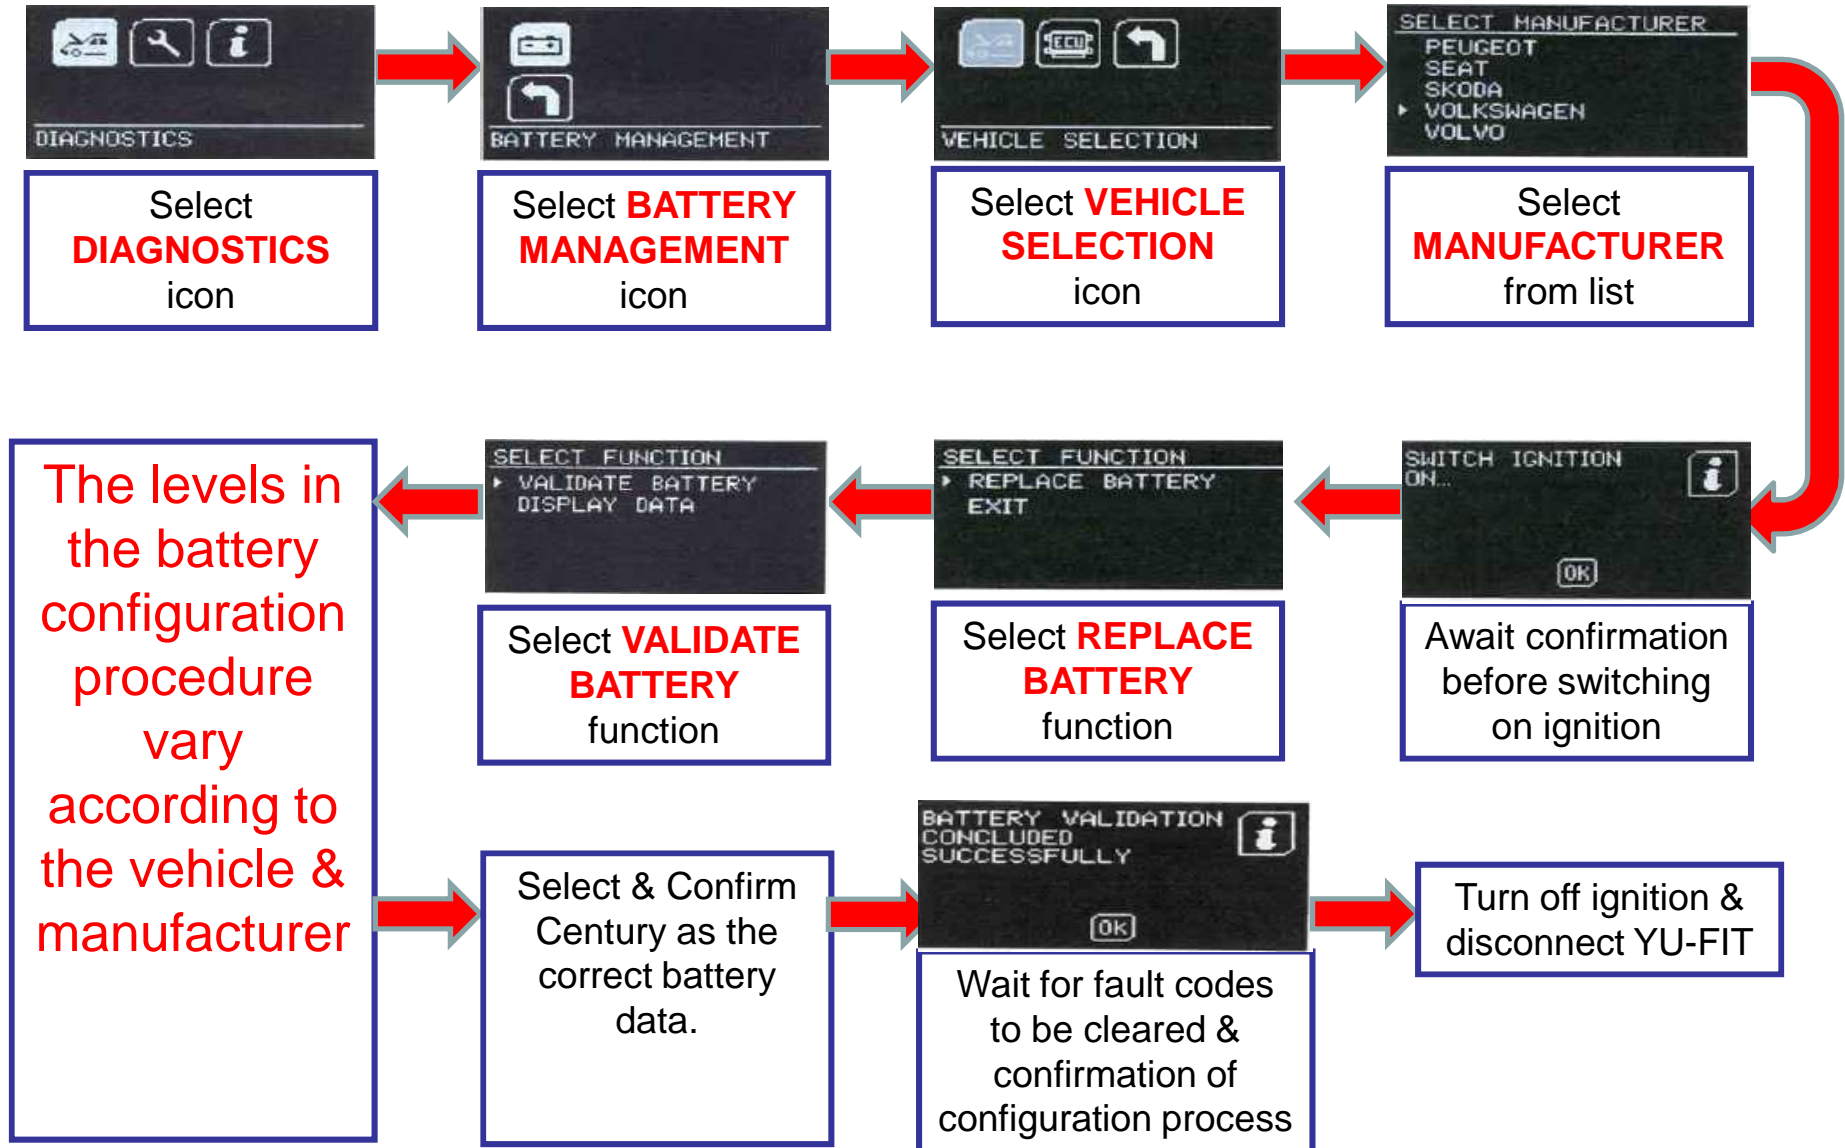 DIAGNOSTICS
Select
DIAGNOSTICS
icon
BATTERY MANAGEMENT
Select BATTERY
MANAGEMENT
icon
ECU
VEHICLE SELECTION
Select VEHICLE
SELECTION
icon
SELECT MANUFACTURER
PEUGEOT
SEAT
SKODA
VOLKSWAGEN
VOLVO
Select
MANUFACTURER
from list
SWITCH IGNITION
ON...
i
OK
Await confirmation
before switching
on ignition
SELECT FUNCTION
REPLACE BATTERY
EXIT
Select REPLACE
BATTERY
function
SELECT FUNCTION
VALIDATE BATTERY
DISPLAY DATA
Select VALIDATE
BATTERY
function
The levels in
the battery
configuration
procedure
vary
according to
the vehicle &
manufacturer
Select & Confirm
Century as the
correct battery
data.
BATTERY VALIDATION
CONCLUDED
SUCCESSFULLY
i
OK
Wait for fault codes
to be cleared &
confirmation of
configuration process
Turn off ignition &
disconnect YU-FIT